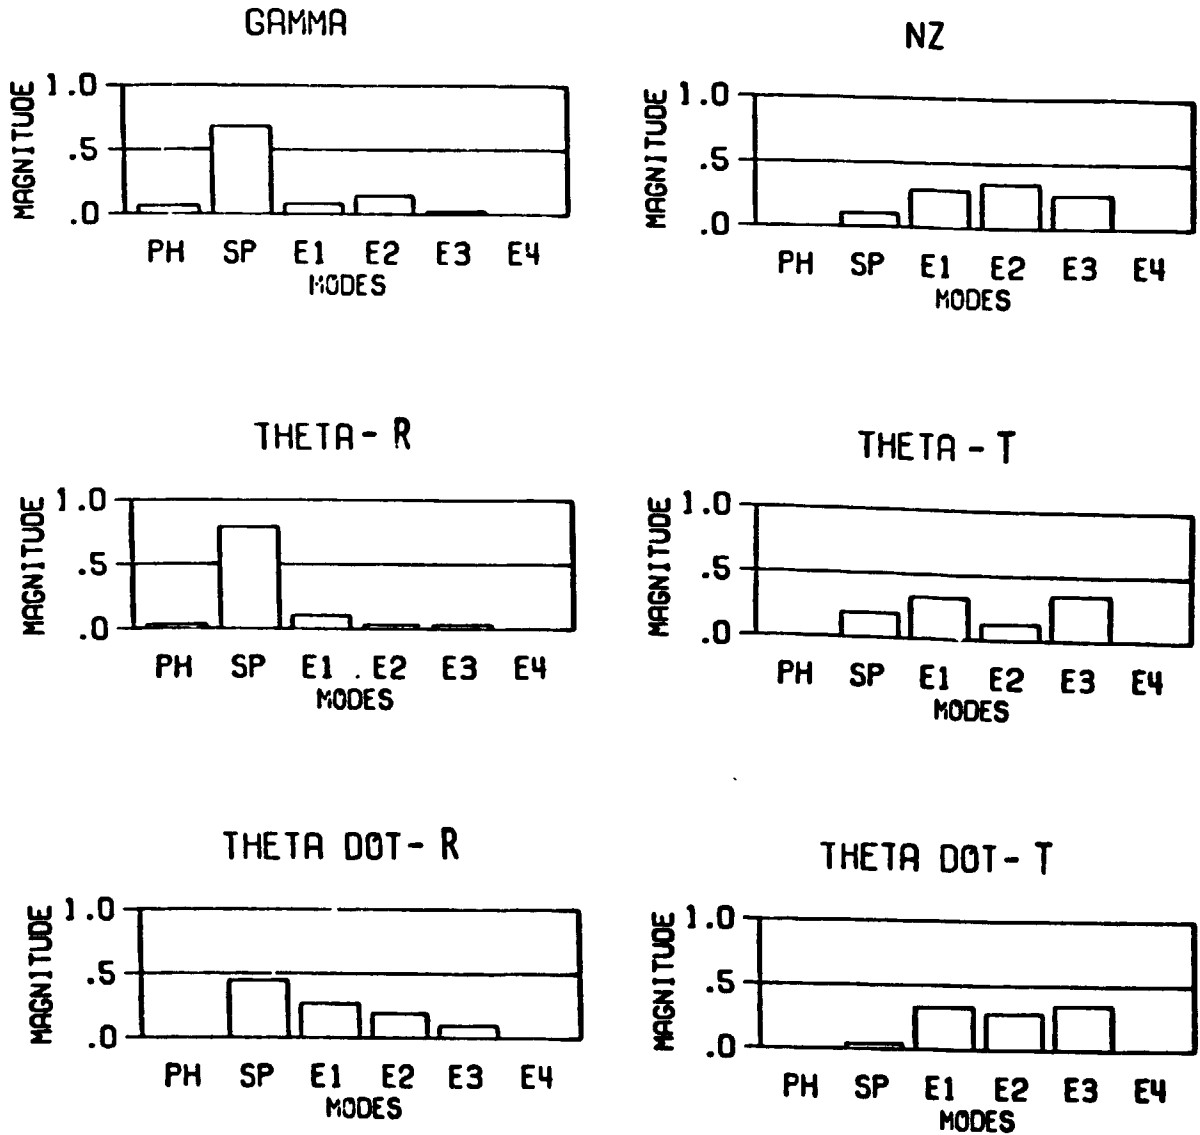 GAMMA
MAGNITUDE
1.0
.5
.0
PH SP E1 E2 E3 E4
MODES
NZ
MAGNITUDE
1.0
.5
.0
PH SP E1 E2 E3 E4
MODES
THETA - R
MAGNITUDE
1.0
.5
.0
PH SP E1 . E2 E3 E4
MODES
THETA - T
MAGNITUDE
1.0
.5
.0
PH SP E1 E2 E3 E4
MODES
THETA DOT - R
MAGNITUDE
1.0
.5
.0
PH SP E1 E2 E3 E4
MODES
THETA DOT - T
MAGNITUDE
1.0
.5
.0
PH SP E1 E2 E3 E4
MODES